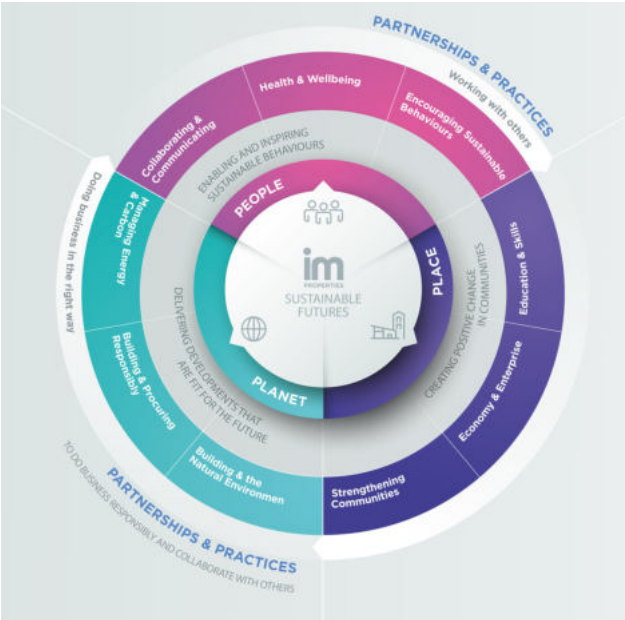 PARTNERSHIPS & PRACTICES
Working with others
Health & Wellbeing
Collaborating &
Communicating
Encouraging Sustainable
Behaviours
ENABLING AND INSPIRING
SUSTAINABLE BEHAVIOURS
PEOPLE
Doing business in the right way
Managing Energy
& Carbon
Education & Skills
PLACE
im
PROPERTIES
SUSTAINABLE
FUTURES
CREATING POSITIVE CHANGE
IN COMMUNITIES
DELIVERING DEVELOPMENTS THAT
ARE FIT FOR THE FUTURE
PLANET
Building & Procuring
Responsibly
Economy & Enterprise
Building & the
Natural Environmen
Strengthening
Communities
PARTNERSHIPS & PRACTICES
TO DO BUSINESS RESPONSIBLY AND COLLABORATE WITH OTHERS